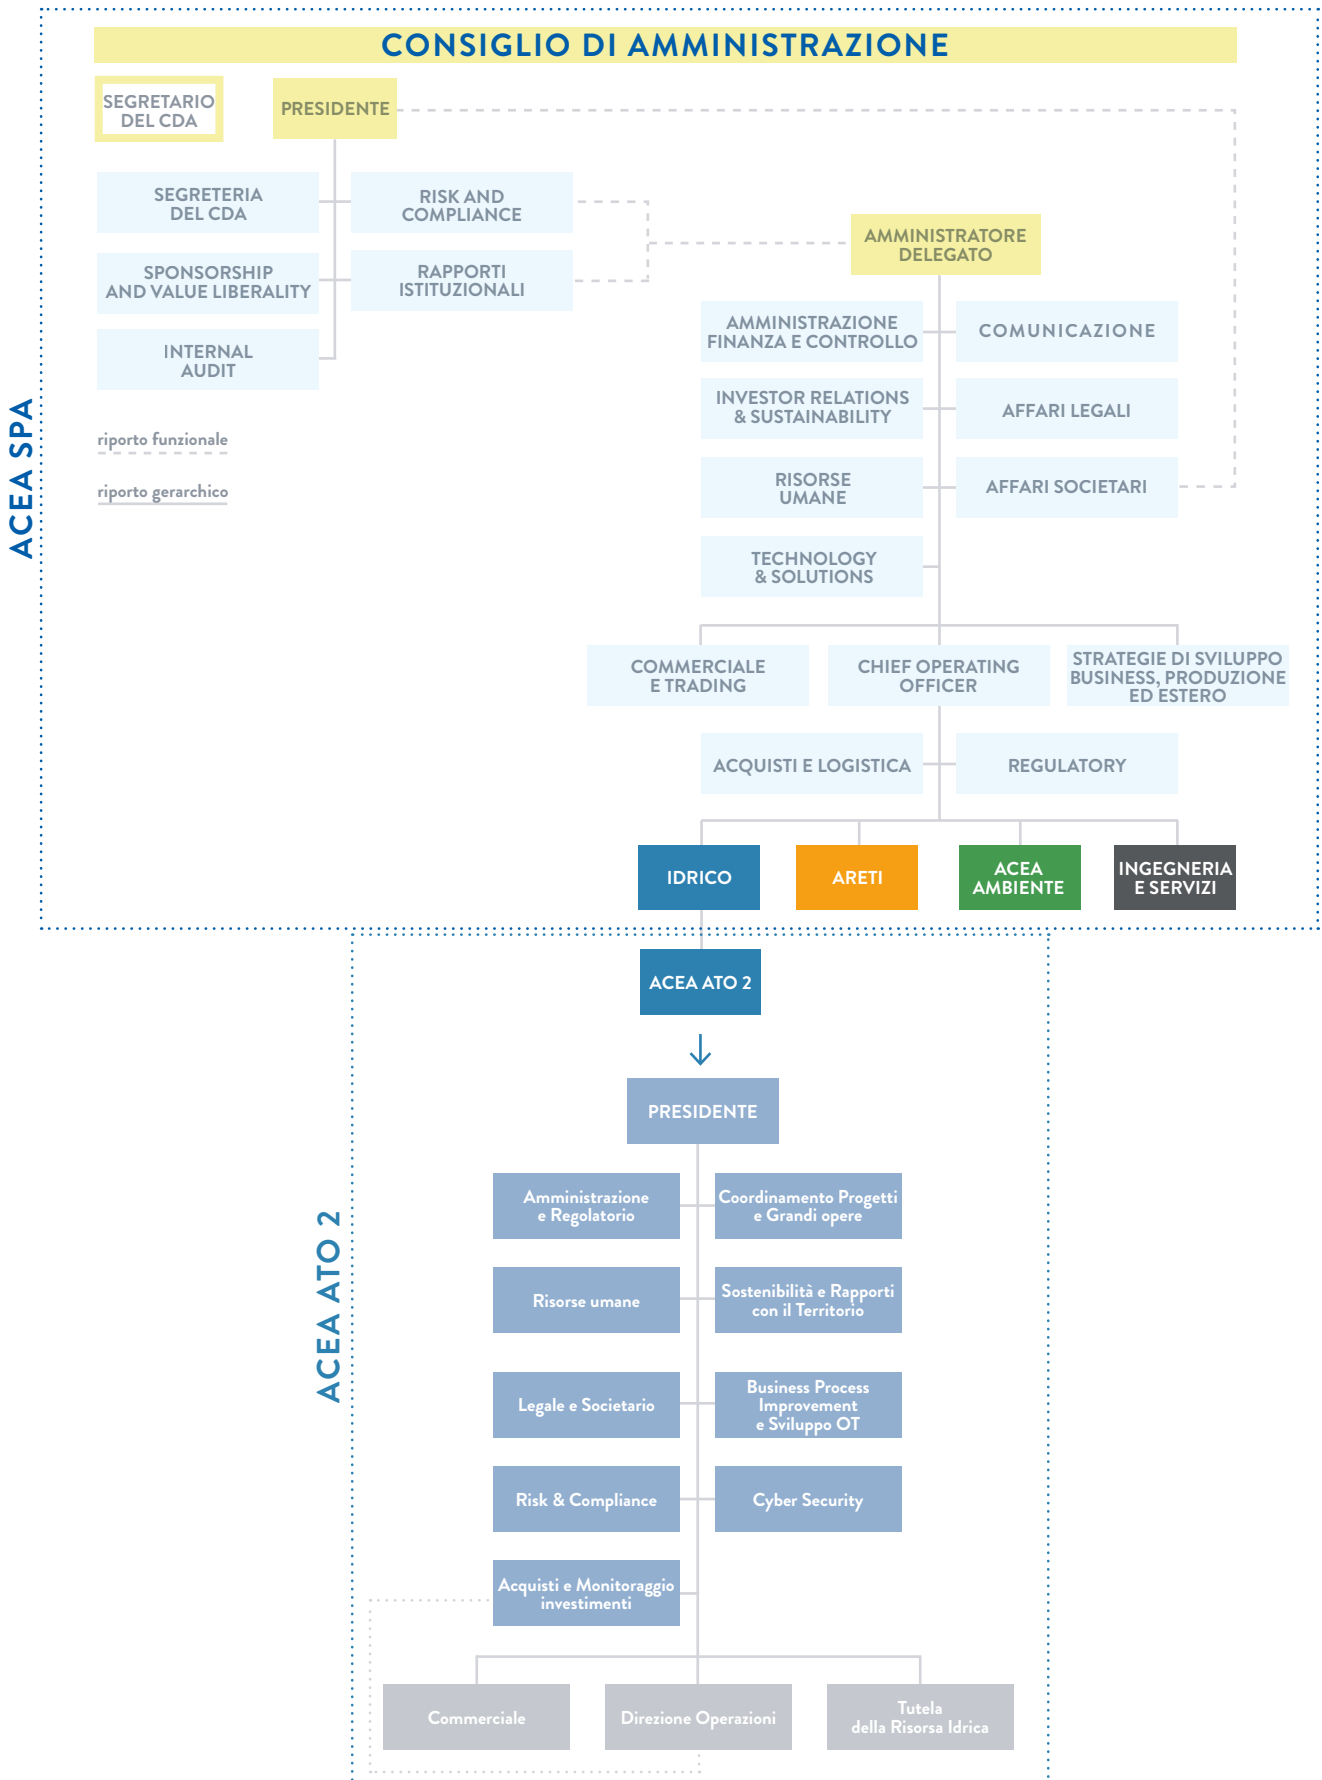 CONSIGLIO DI AMMINISTRAZIONE
SEGRETARIO
DEL CDA
PRESIDENTE
SEGRETERIA
DEL CDA
RISK AND
COMPLIANCE
SPONSORSHIP
AND VALUE LIBERALITY
RAPPORTI
ISTITUZIONALI
INTERNAL
AUDIT
AMMINISTRATORE
DELEGATO
AMMINISTRAZIONE
FINANZA E CONTROLLO
COMUNICAZIONE
INVESTOR RELATIONS
& SUSTAINABILITY
AFFARI LEGALI
RISORSE
UMANE
AFFARI SOCIETARI
TECHNOLOGY
& SOLUTIONS
riporto funzionale
riporto gerarchico
ACEA SPA
COMMERCIALE
E TRADING
CHIEF OPERATING
OFFICER
STRATEGIE DI SVILUPPO
BUSINESS, PRODUZIONE
ED ESTERO
ACQUISTI E LOGISTICA
REGULATORY
IDRICO
ARETI
ACEA
AMBIENTE
INGEGNERIA
E SERVIZI
ACEA ATO 2
PRESIDENTE
ACEA ATO 2
Amministrazione
e Regolatorio
Coordinamento Progetti
e Grandi opere
Risorse umane
Sostenibilità e Rapporti
con il Territorio
Legale e Societario
Business Process
Improvement
e Sviluppo OT
Risk & Compliance
Cyber Security
Acquisti e Monitoraggio
investimenti
Commerciale
Direzione Operazioni
Tutela
della Risorsa Idrica